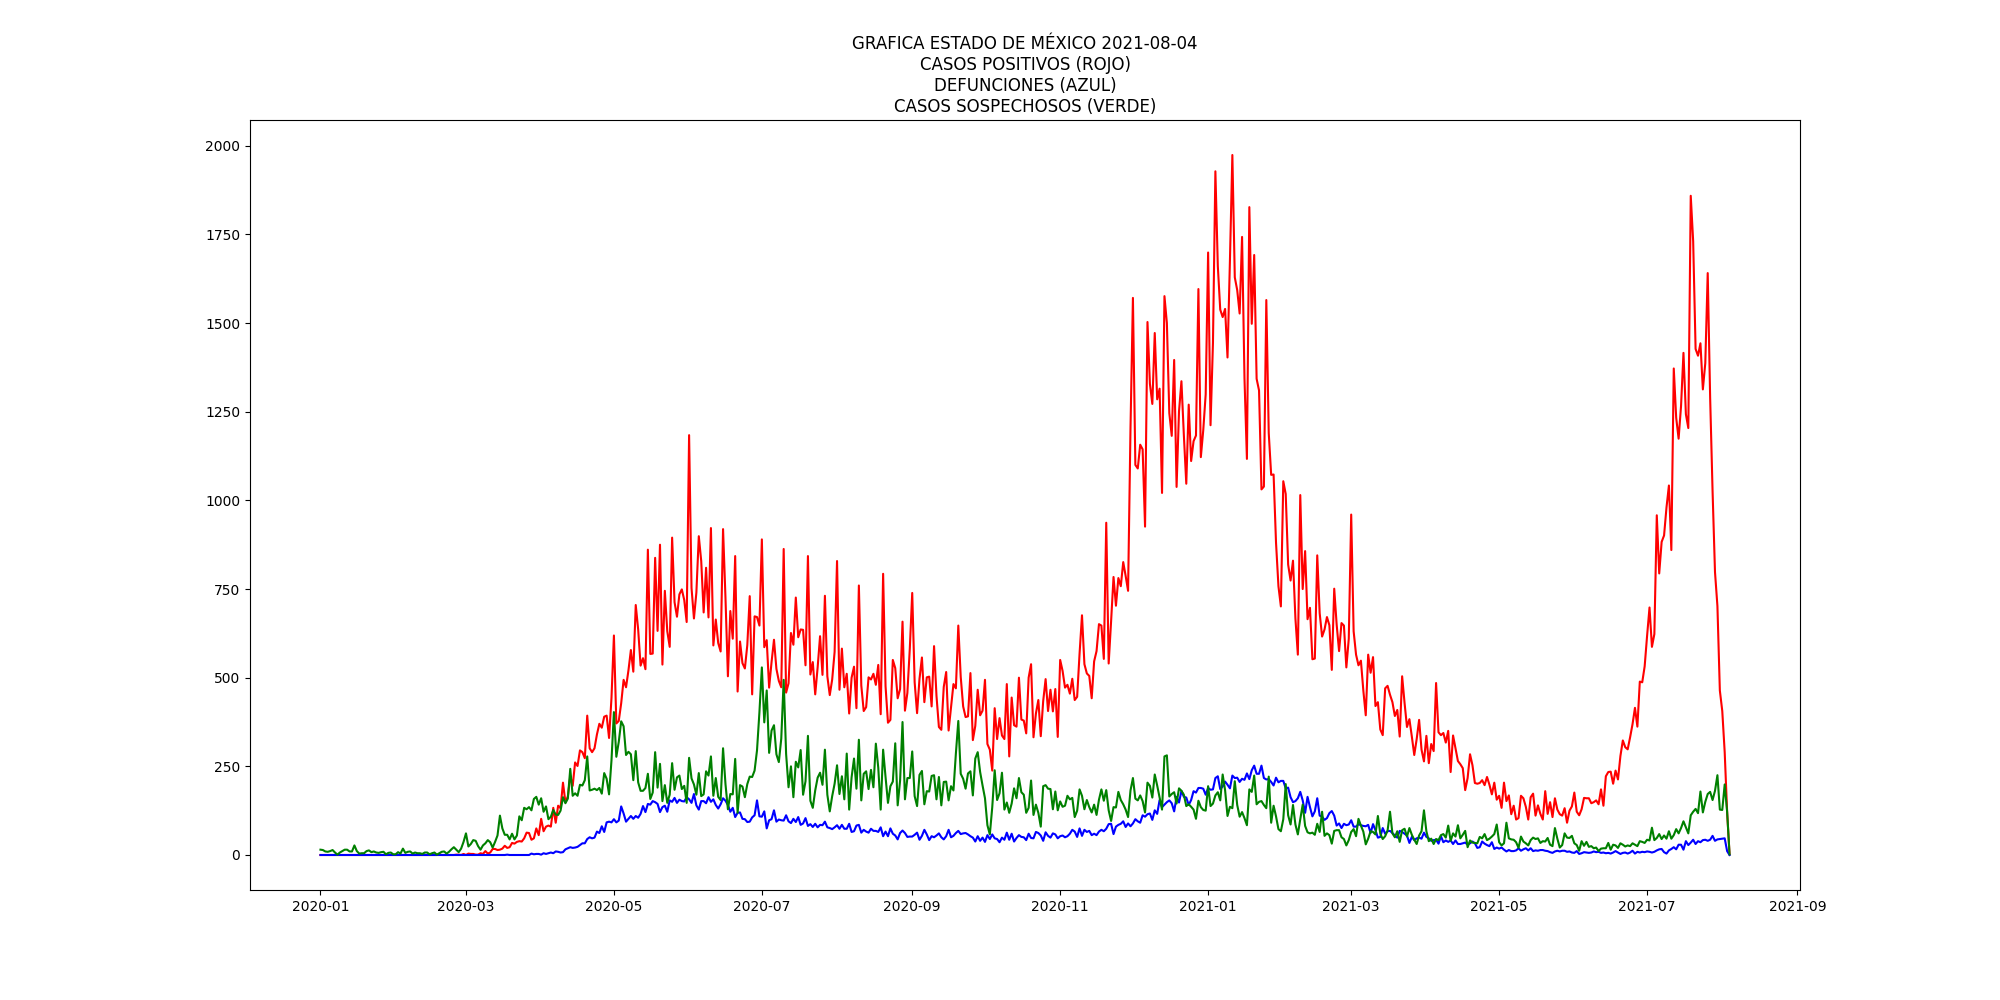 GRAFICA ESTADO DE MÉXICO 2021-08-04
CASOS POSITIVOS (ROJO)
DEFUNCIONES (AZUL)
CASOS SOSPECHOSOS (VERDE)
2000
1750
1500
1250
1000
750
500
250
0
2020-01 2020-03 2020-05 2020-07 2020-09 2020-11 2021-01 2021-03 2021-05 2021-07 2021-09